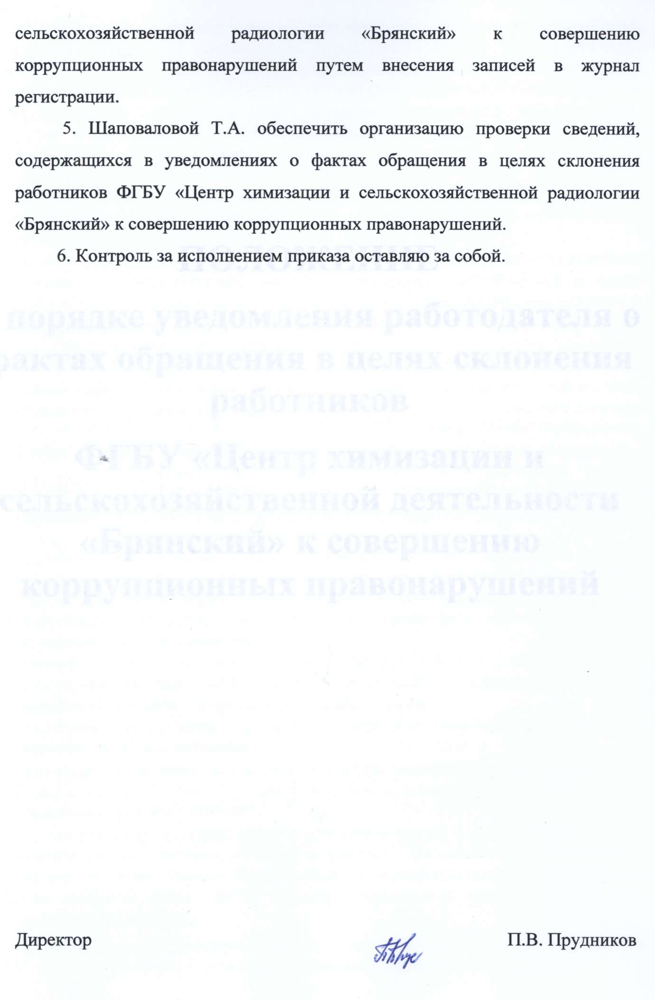 сельскохозяйственной радиологии «Брянский» к совершению
коррупционных правонарушений путем внесения записей в журнал
регистрации.
5. Шаповаловой Т.А. обеспечить организацию проверки сведений,
содержащихся в уведомлениях о фактах обращения в целях склонения
работников ФГБУ «Центр химизации и сельскохозяйственной радиологии
«Брянский» к совершению коррупционных правонарушений.
6. Контроль за исполнением приказа оставляю за собой.
ПОЛОЖЕНИЕ
порядке уведомления работодателя о
фактах обращения в целях склонения
работников
ФГБУ «Центр химизации и
сельскохозяйственной деятельности
«Брянский» к совершению
коррупционных правонарушений
Директор П.В. Прудников